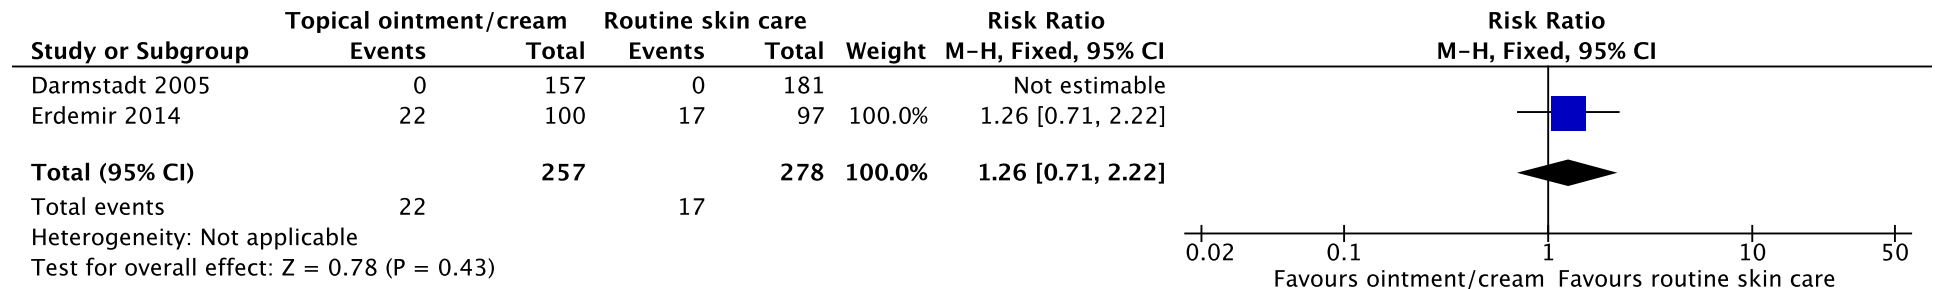 Topical ointment/cream Routine skin care Risk Ratio Risk Ratio
Study or Subgroup Events Total Events Total Weight M-H, Fixed, 95% CI M-H, Fixed, 95% CI
Darmstadt 2005 0 157 0 181 Not estimable
Erdemir 2014 22 100 17 97 100.0% 1.26 [0.71, 2.22]
Total (95% CI) 257 278 100.0% 1.26 [0.71, 2.22]
Total events 22 17
Heterogeneity: Not applicable
Test for overall effect: Z = 0.78 (P = 0.43)
0.02 0.1 1 10 50
Favours ointment/cream Favours routine skin care